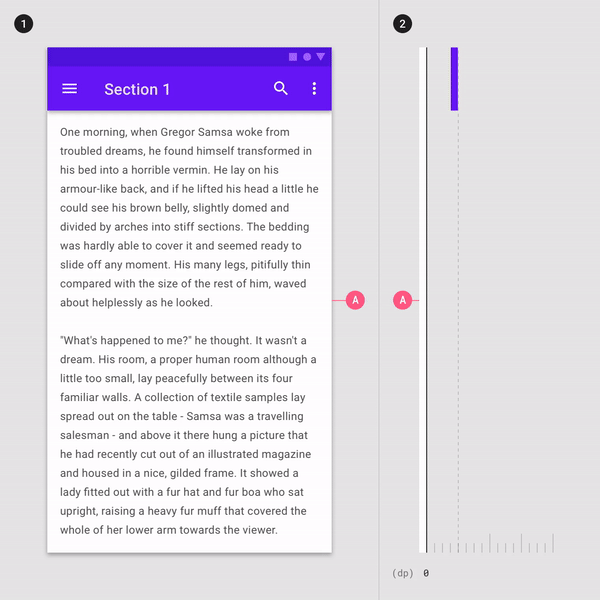 1
2
Section 1
One morning, when Gregor Samsa woke from
troubled dreams, he found himself transformed in
his bed into a horrible vermin. He lay on his
armour-like back, and if he lifted his head a little he
could see his brown belly, slightly domed and
divided by arches into stiff sections. The bedding
was hardly able to cover it and seemed ready to
slide off any moment. His many legs, pitifully thin
compared with the size of the rest of him, waved
about helplessly as he looked.
A
A
"What's happened to me?" he thought. It wasn't a
dream. His room, a proper human room although a
little too small, lay peacefully between its four
familiar walls. A collection of textile samples lay
spread out on the table - Samsa was a travelling
salesman - and above it there hung a picture that
he had recently cut out of an illustrated magazine
and housed in a nice, gilded frame. It showed a
lady fitted out with a fur hat and fur boa who sat
upright, raising a heavy fur muff that covered the
whole of her lower arm towards the viewer.
(dp) 0